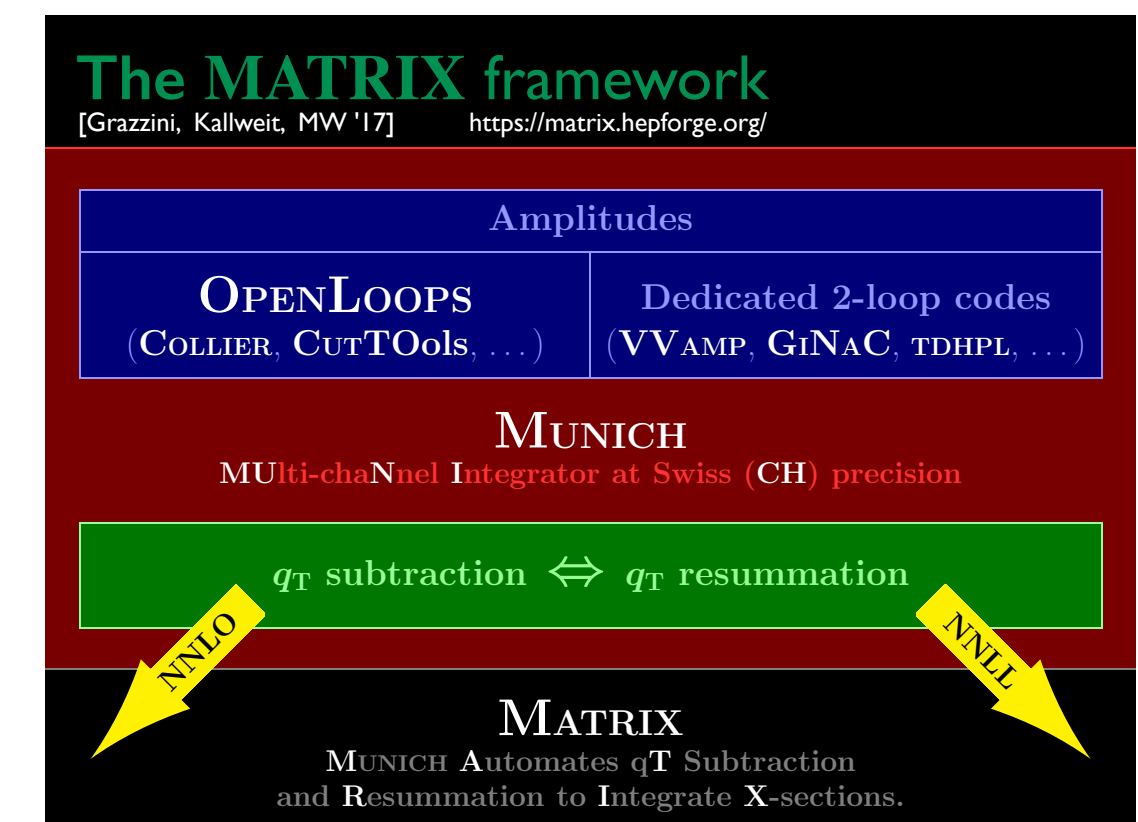 The MATRIX framework
[Grazzini, Kallweit, MW '17] https://matrix.hepforge.org/
Amplitudes
OpenLoops
(Collier, CutTOols, ...)
Dedicated 2-loop codes
(VVamp, GiNaC, tdhpl, ...)
Munich
MUlti-chaNnel Integrator at Swiss (CH) precision
qT subtraction ⇔ qT resummation
NNLO
NNLL
Matrix
Munich Automates qT Subtraction
and Resummation to Integrate X-sections.